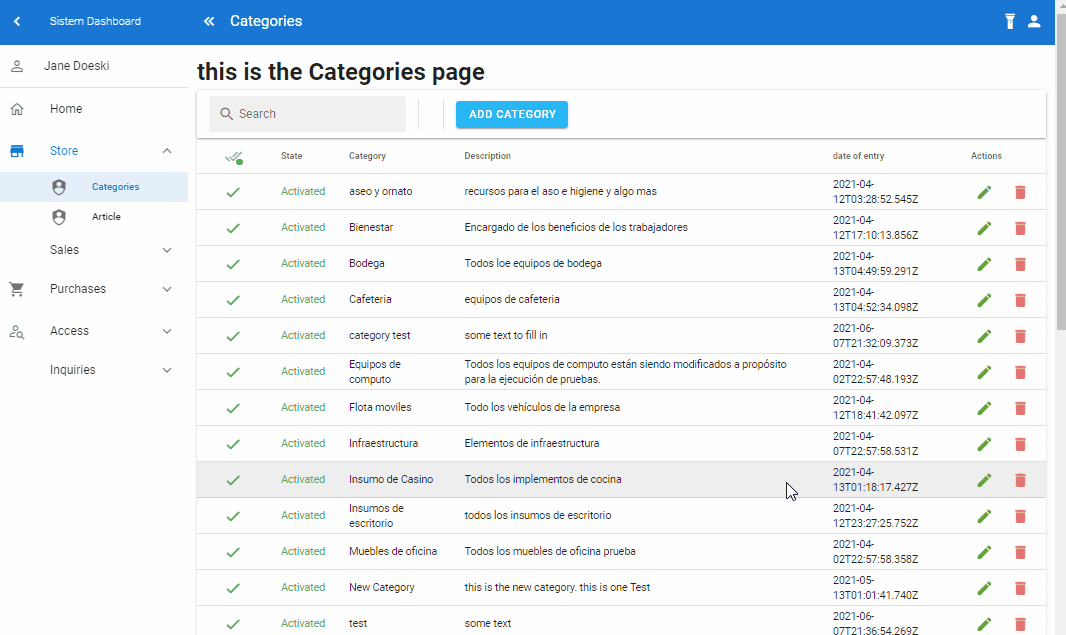 Sistem Dashboard
Categories
Jane Doeski
Home
Store
Categories
Article
Sales
Purchases
Access
Inquiries
this is the Categories page
Search
ADD CATEGORY
State Category Description date of entry Actions
Activated aseo y ornato recursos para el aso e higiene y algo mas 2021-04-
12T03:28:52.545Z
Activated Bienestar Encargado de los beneficios de los trabajadores 2021-04-
12T17:10:13.856Z
Activated Bodega Todos loe equipos de bodega 2021-04-
13T04:49:59.291Z
Activated Cafeteria equipos de cafeteria 2021-04-
13T04:52:34.098Z
Activated category test some text to fill in 2021-06-
07T21:32:09.373Z
Activated Equipos de Todos los equipos de computo están siendo modificados a propósito 2021-04-
computo para la ejecución de pruebas. 02T22:57:48.193Z
Activated Flota moviles Todo los vehículos de la empresa 2021-04-
12T18:41:42.097Z
Activated Infraestructura Elementos de infraestructura 2021-04-
07T22:57:58.531Z
Activated Insumo de Casino Todos los implementos de cocina 2021-04-
13T01:18:17.427Z
Activated Insumos de todos los insumos de escritorio 2021-04-
escritorio 12T23:27:25.752Z
Activated Muebles de oficina Todos los muebles de oficina prueba 2021-04-
02T22:57:58.358Z
Activated New Category this is the new category. this is one Test 2021-05-
13T01:01:41.740Z
Activated test some text 2021-06-
07T21:36:54.269Z